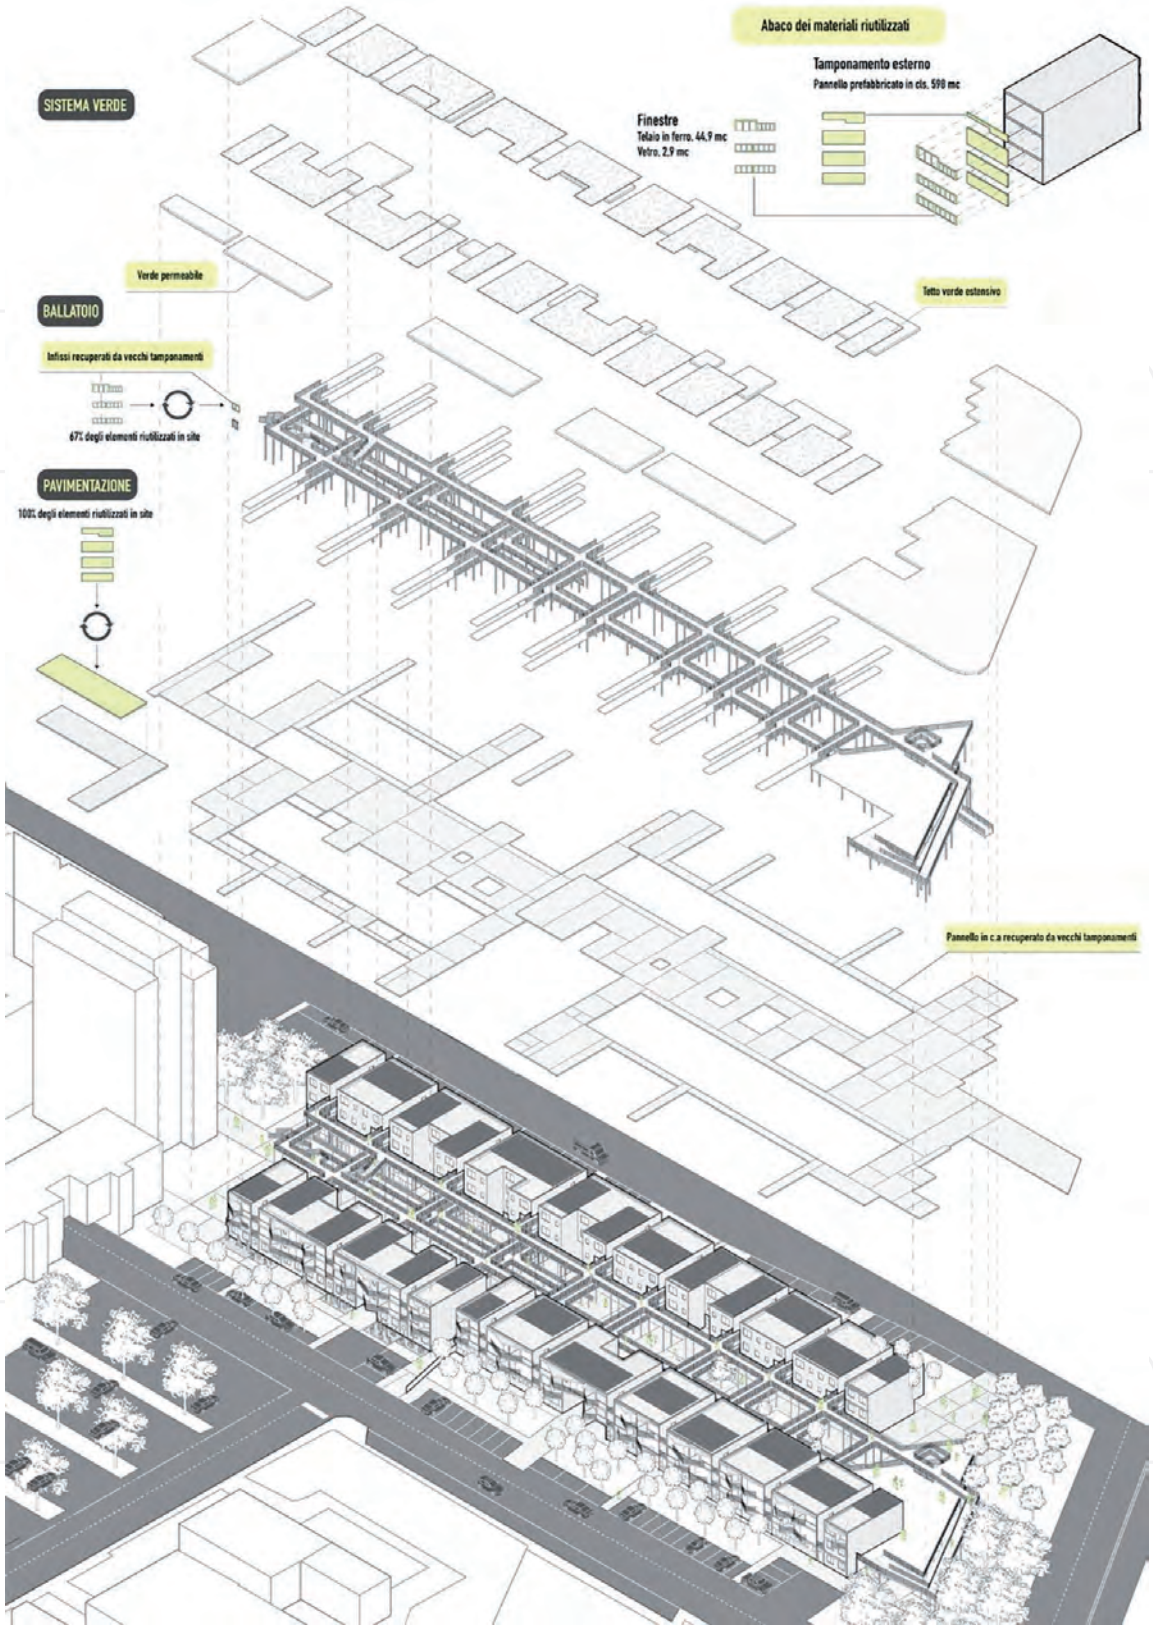 Abaco dei materiali riutilizzati
Tamponamento esterno
Pannello prefabbricato in cls, 590 mc
Finestre
Telaio in ferro, 44,9 mc
Vetro, 2,9 mc
SISTEMA VERDE
Verde permeabile
Tetto verde estensivo
BALLATOIO
Infissi recuperati da vecchi tamponamenti
67% degli elementi riutilizzati in site
PAVIMENTAZIONE
100% degli elementi riutilizzati in site
Pannello in c.a recuperato da vecchi tamponamenti